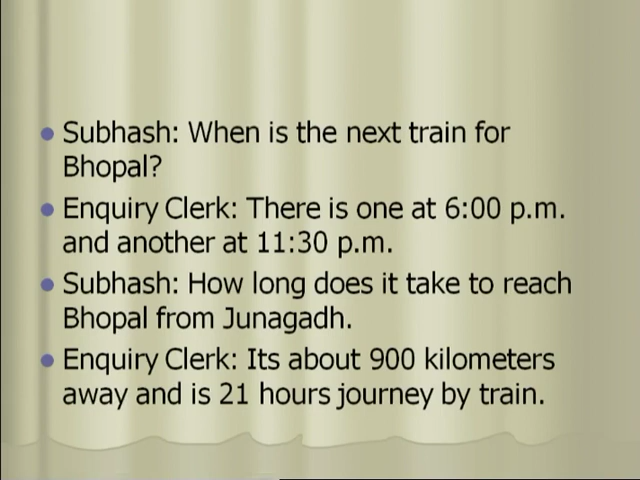 Subhash: When is the next train for
Bhopal?
Enquiry Clerk: There is one at 6:00 p.m.
and another at 11:30 p.m.
Subhash: How long does it take to reach
Bhopal from Junagadh.
Enquiry Clerk: Its about 900 kilometers
away and is 21 hours journey by train.